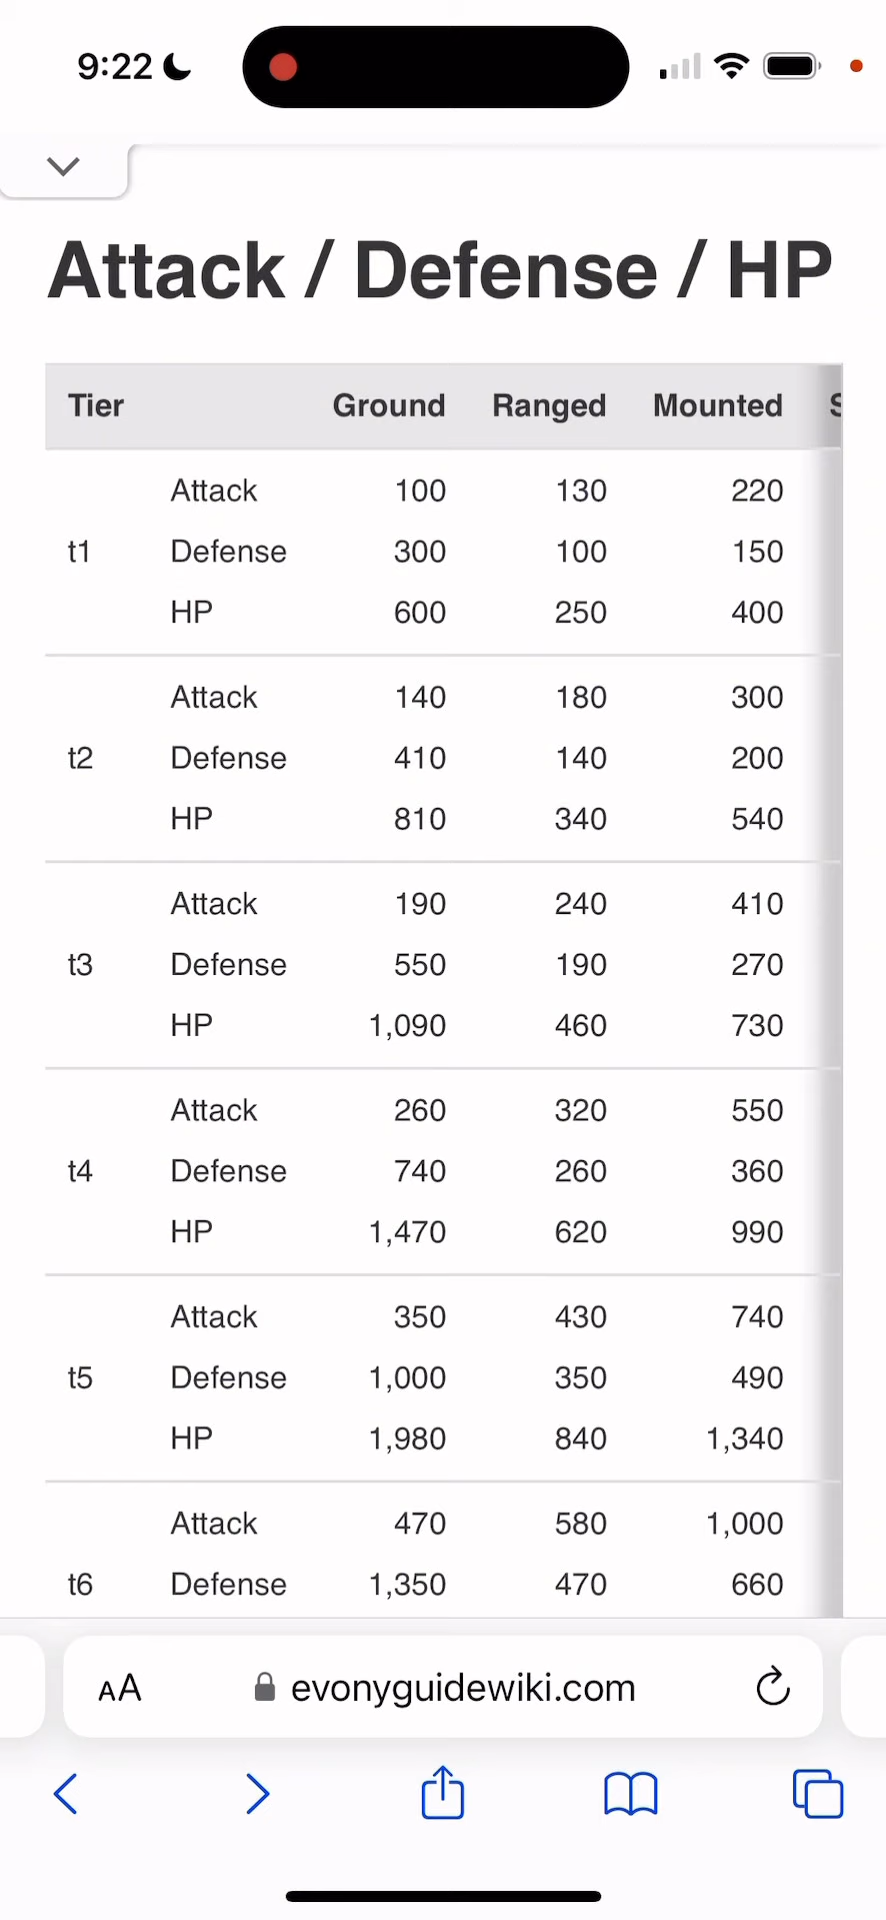 9:22
Attack / Defense / HP
Tier Ground Ranged Mounted S
Attack 100 130 220
t1 Defense 300 100 150
HP 600 250 400
Attack 140 180 300
t2 Defense 410 140 200
HP 810 340 540
Attack 190 240 410
t3 Defense 550 190 270
HP 1,090 460 730
Attack 260 320 550
t4 Defense 740 260 360
HP 1,470 620 990
Attack 350 430 740
t5 Defense 1,000 350 490
HP 1,980 840 1,340
Attack 470 580 1,000
t6 Defense 1,350 470 660
AA evonyguidewiki.com